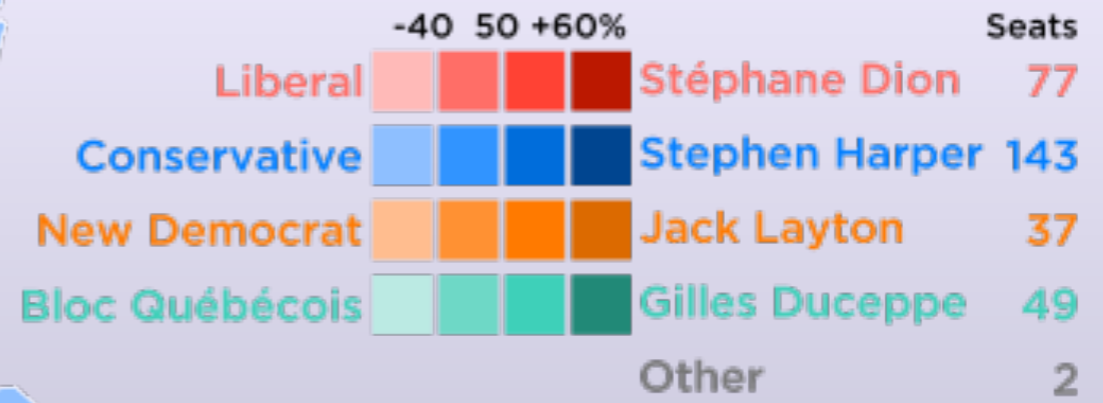 -40 50 +60% Seats
Liberal Stéphane Dion 77
Conservative Stephen Harper 143
New Democrat Jack Layton 37
Bloc Québécois Gilles Duceppe 49
Other 2